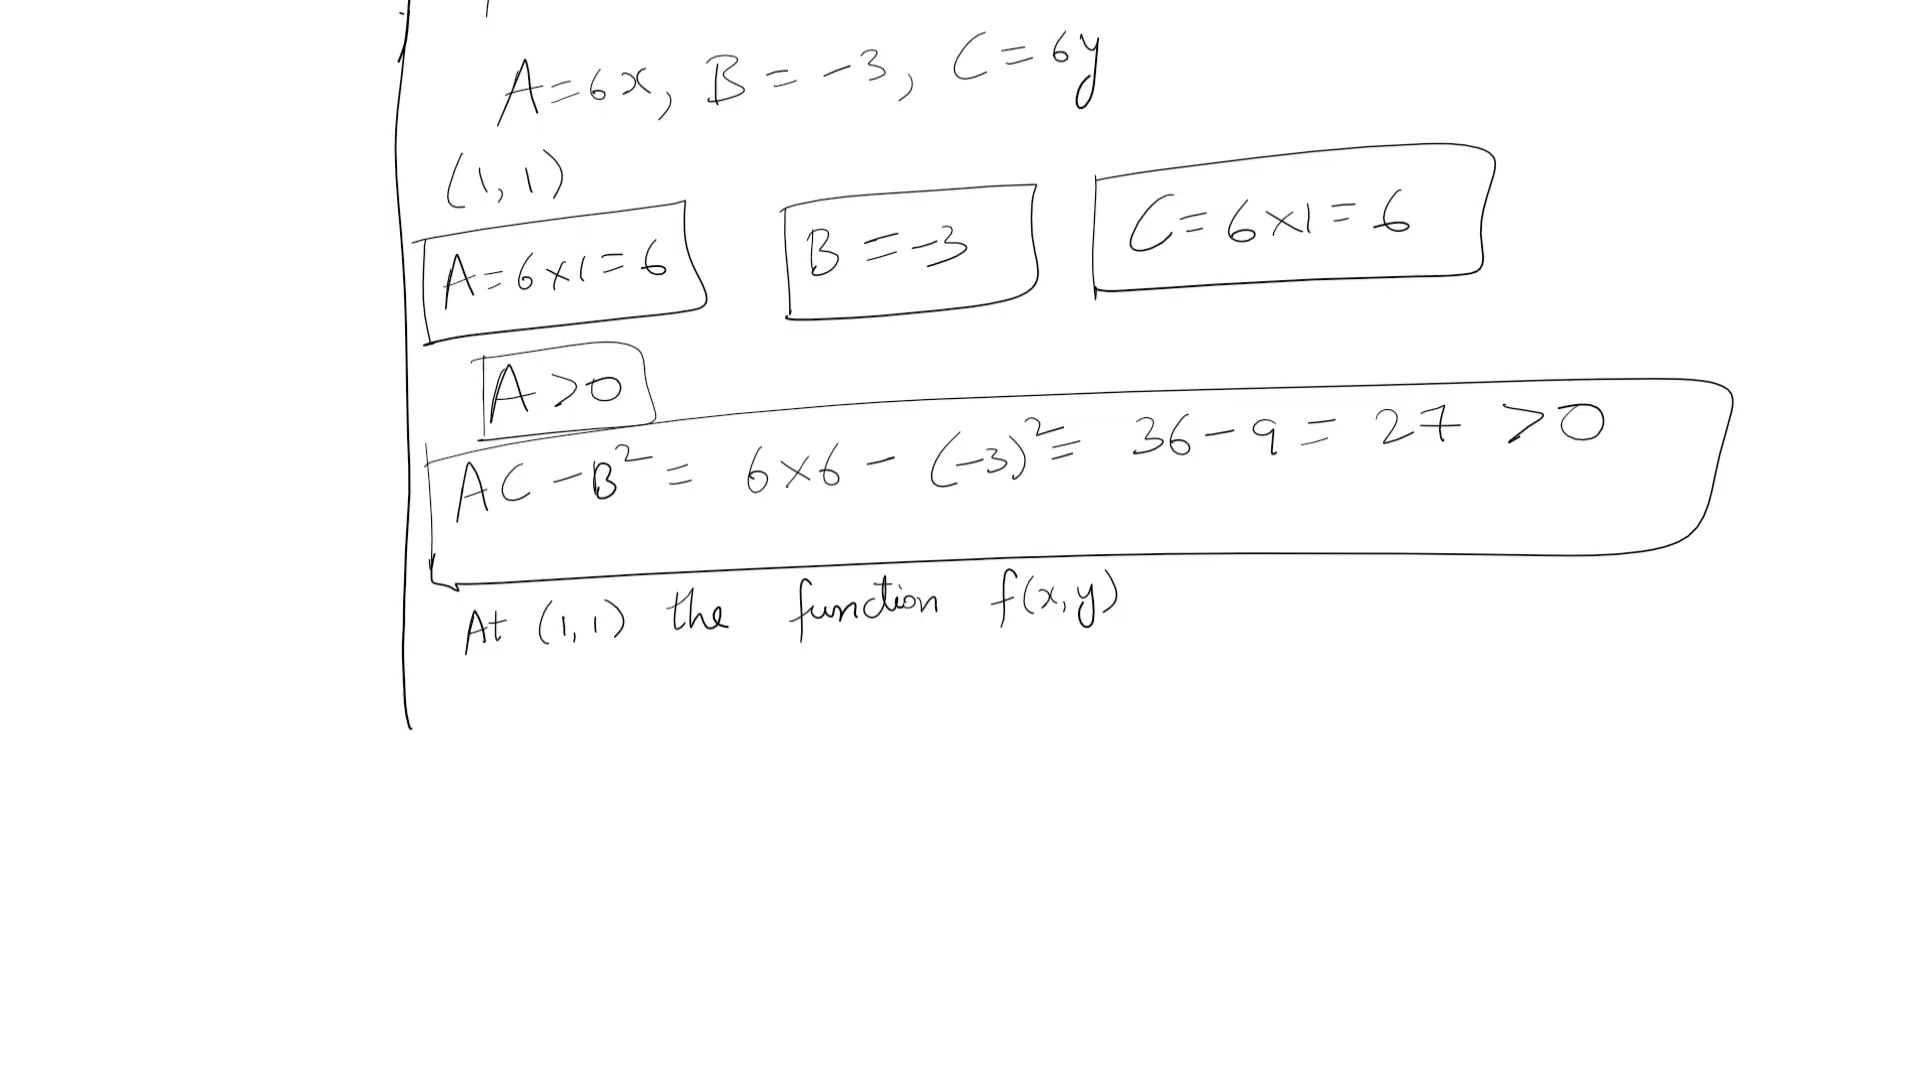 A=6x, B=-3, C=6y
(1,1)
A=6×1=6 B=-3 C=6×1=6
A>0
AC-B²= 6×6-(-3)²= 36-9=27 >0
At (1,1) the function f(x,y)